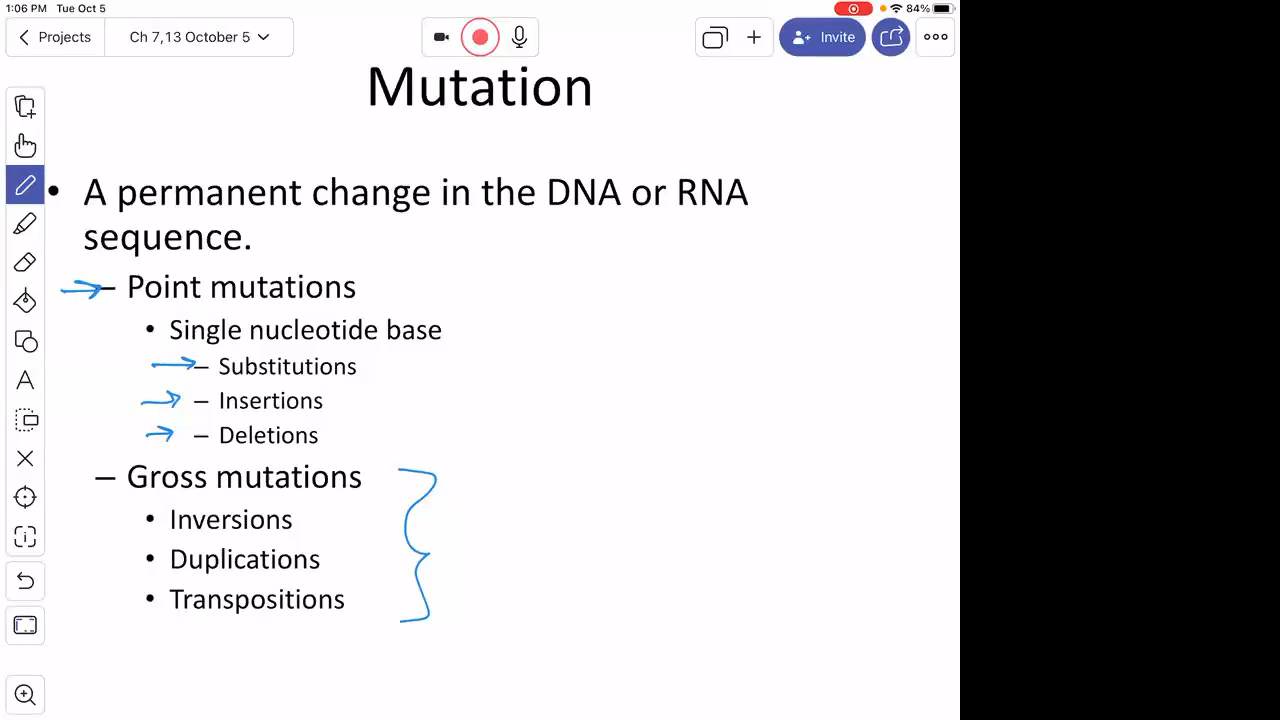 1:06 PM Tue Oct 5
84%
Projects
Ch 7,13 October 5
Invite
Mutation
• A permanent change in the DNA or RNA
sequence.
– Point mutations
• Single nucleotide base
– Substitutions
– Insertions
– Deletions
– Gross mutations
• Inversions
• Duplications
• Transpositions